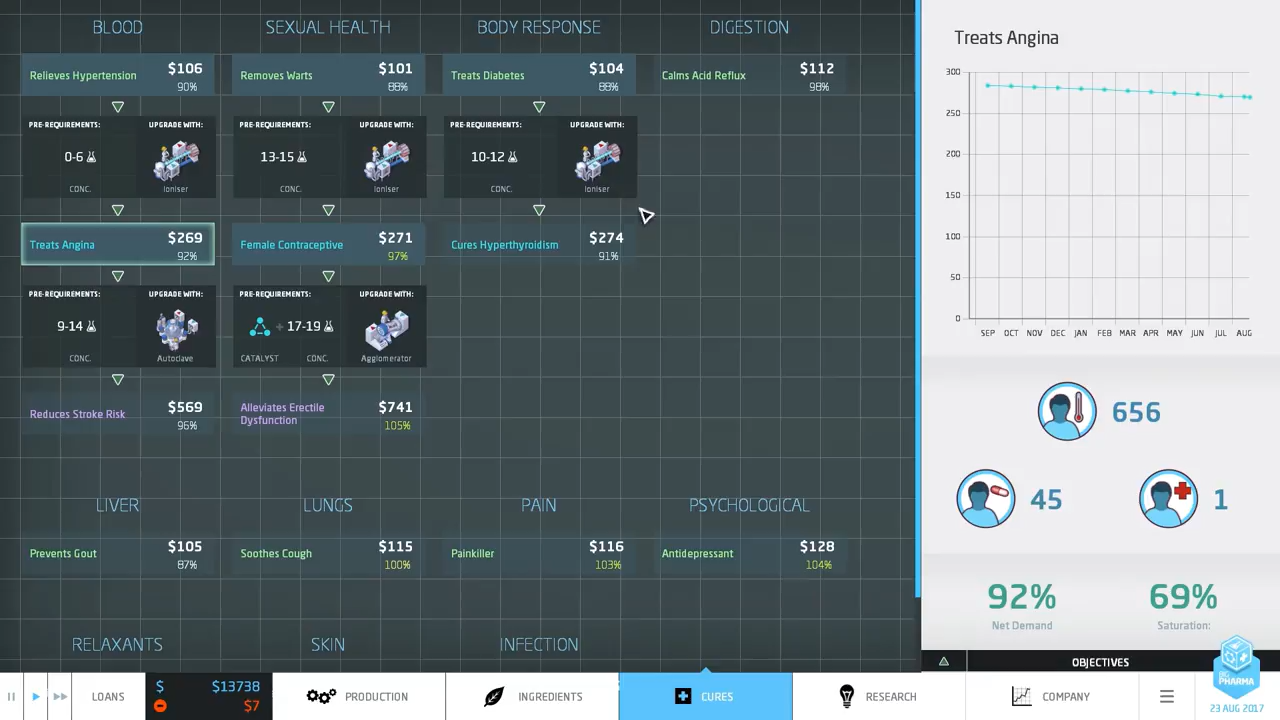 BLOOD
SEXUAL HEALTH
BODY RESPONSE
DIGESTION
Relieves Hypertension
$106
90%
Removes Warts
$101
88%
Treats Diabetes
$104
88%
Calms Acid Reflux
$112
98%
PRE-REQUIREMENTS:
UPGRADE WITH:
0-6
CONC.
Ioniser
PRE-REQUIREMENTS:
UPGRADE WITH:
13-15
CONC.
Ioniser
PRE-REQUIREMENTS:
UPGRADE WITH:
10-12
CONC.
Ioniser
Treats Angina
$269
92%
Female Contraceptive
$271
97%
Cures Hyperthyroidism
$274
91%
PRE-REQUIREMENTS:
UPGRADE WITH:
9-14
CONC.
Autoclave
PRE-REQUIREMENTS:
UPGRADE WITH:
+ 17-19
CATALYST
CONC.
Agglomerator
Reduces Stroke Risk
$569
96%
Alleviates Erectile
Dysfunction
$741
105%
LIVER
LUNGS
PAIN
PSYCHOLOGICAL
Prevents Gout
$105
87%
Soothes Cough
$115
100%
Painkiller
$116
103%
Antidepressant
$128
104%
RELAXANTS
SKIN
INFECTION
Treats Angina
300
250
200
150
100
50
0
SEP OCT NOV DEC JAN FEB MAR APR MAY JUN JUL AUG
656
45
1
92%
Net Demand
69%
Saturation:
OBJECTIVES
LOANS
$ $13738
$7
PRODUCTION
INGREDIENTS
CURES
RESEARCH
COMPANY
BIG
PHARMA
23 AUG 2017